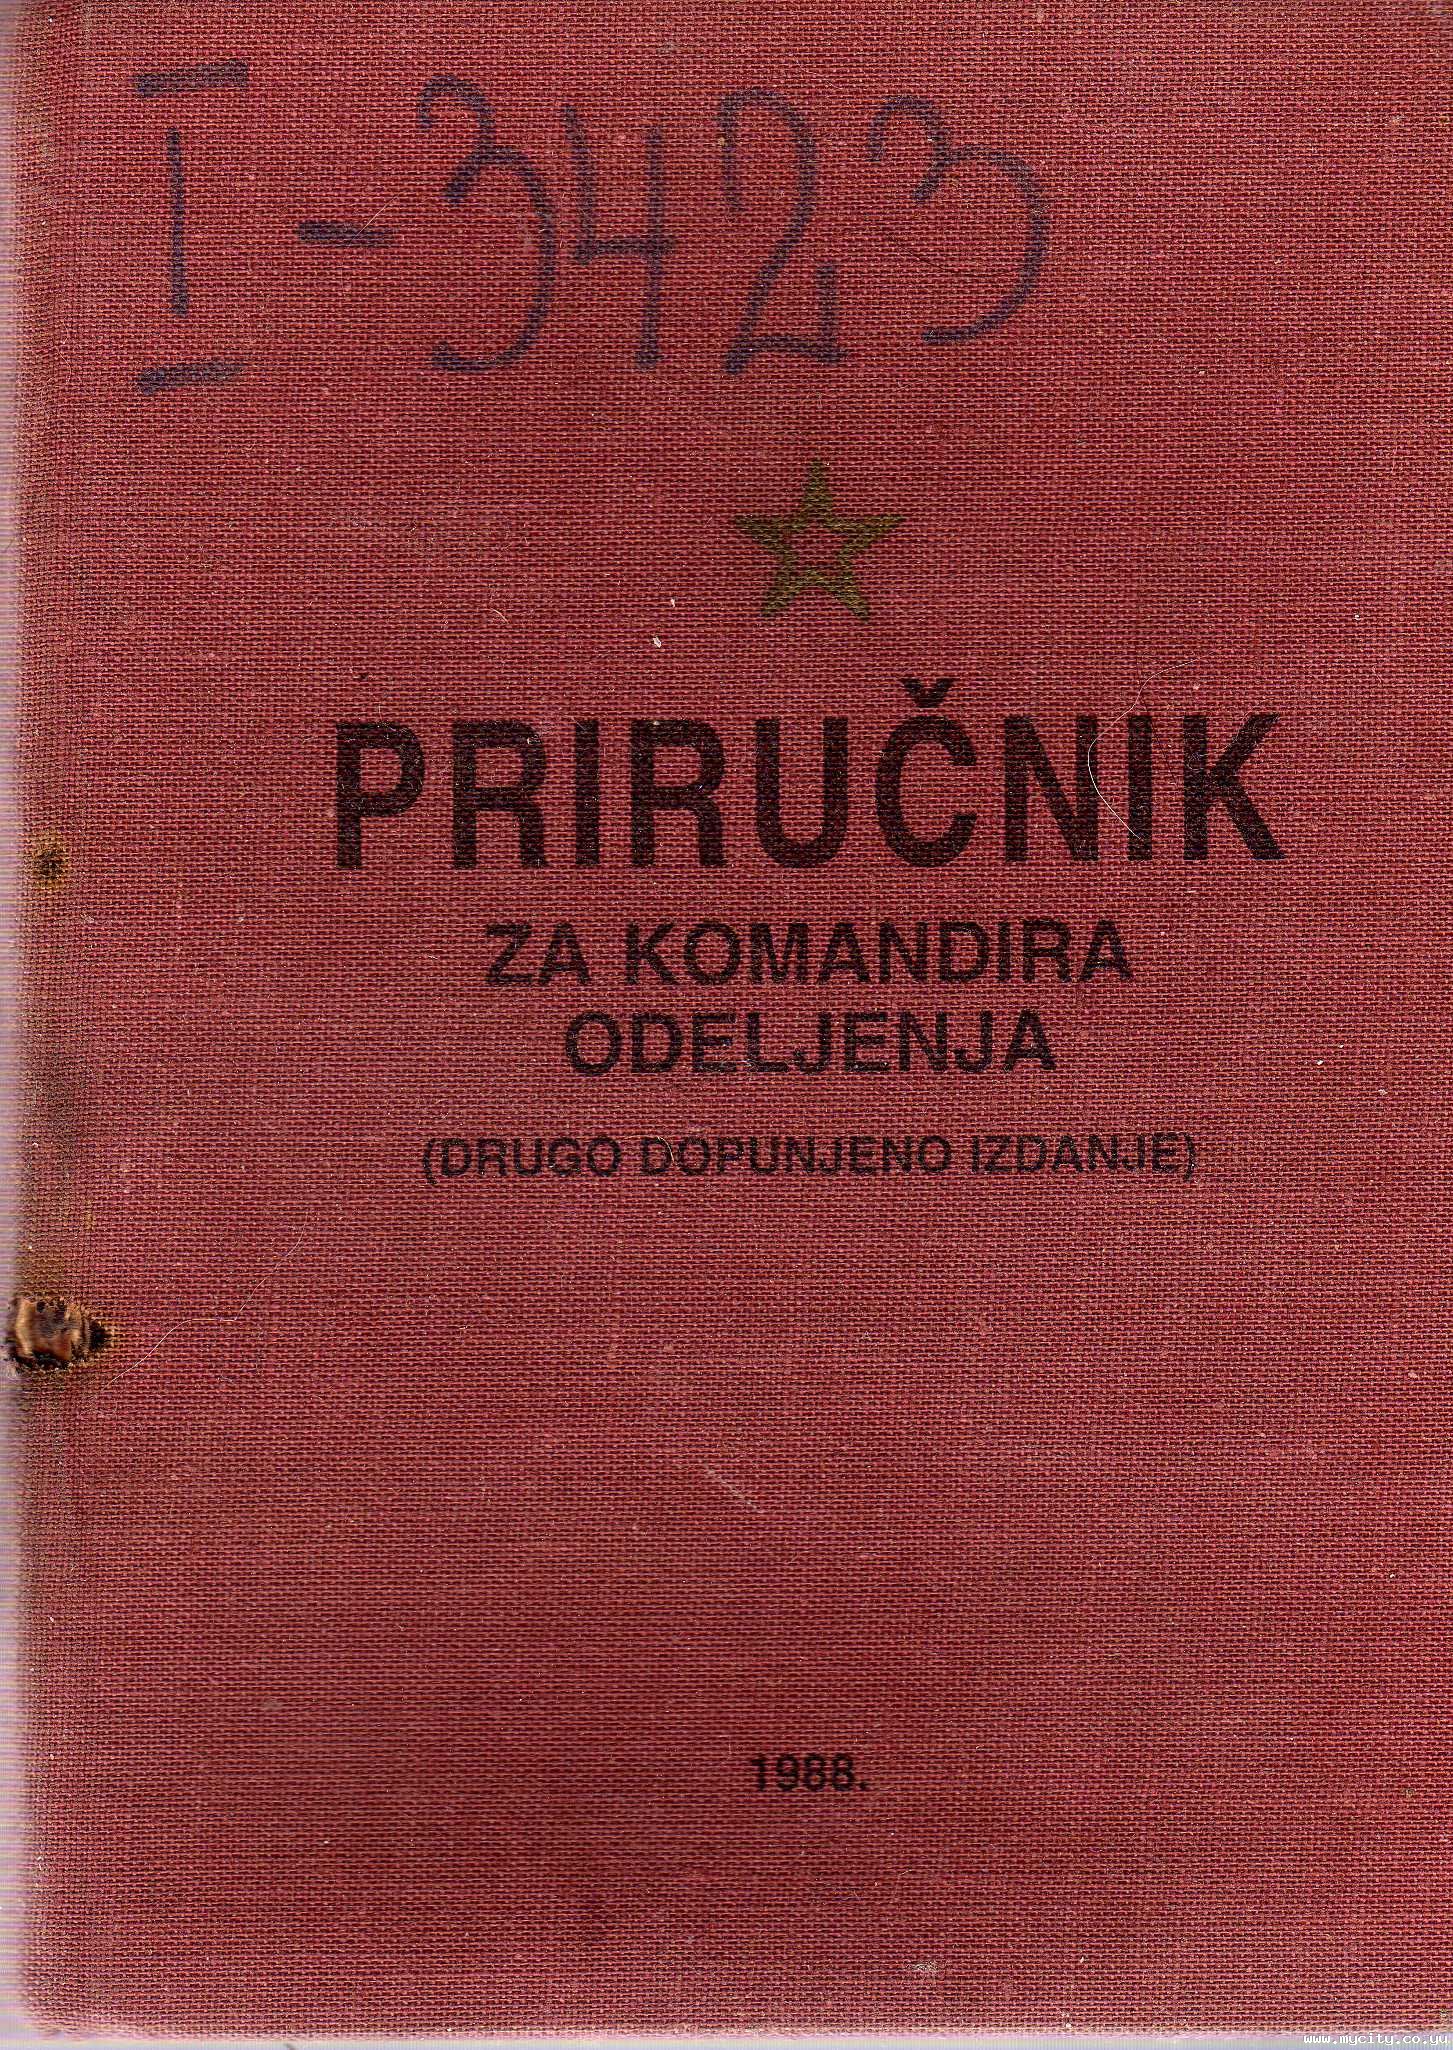 I-3423
PRIRUČNIK
ZA KOMANDIRA
ODELJENJA
(DRUGO DOPUNJENO IZDANJE)
1988.
www.mycity.co.yu